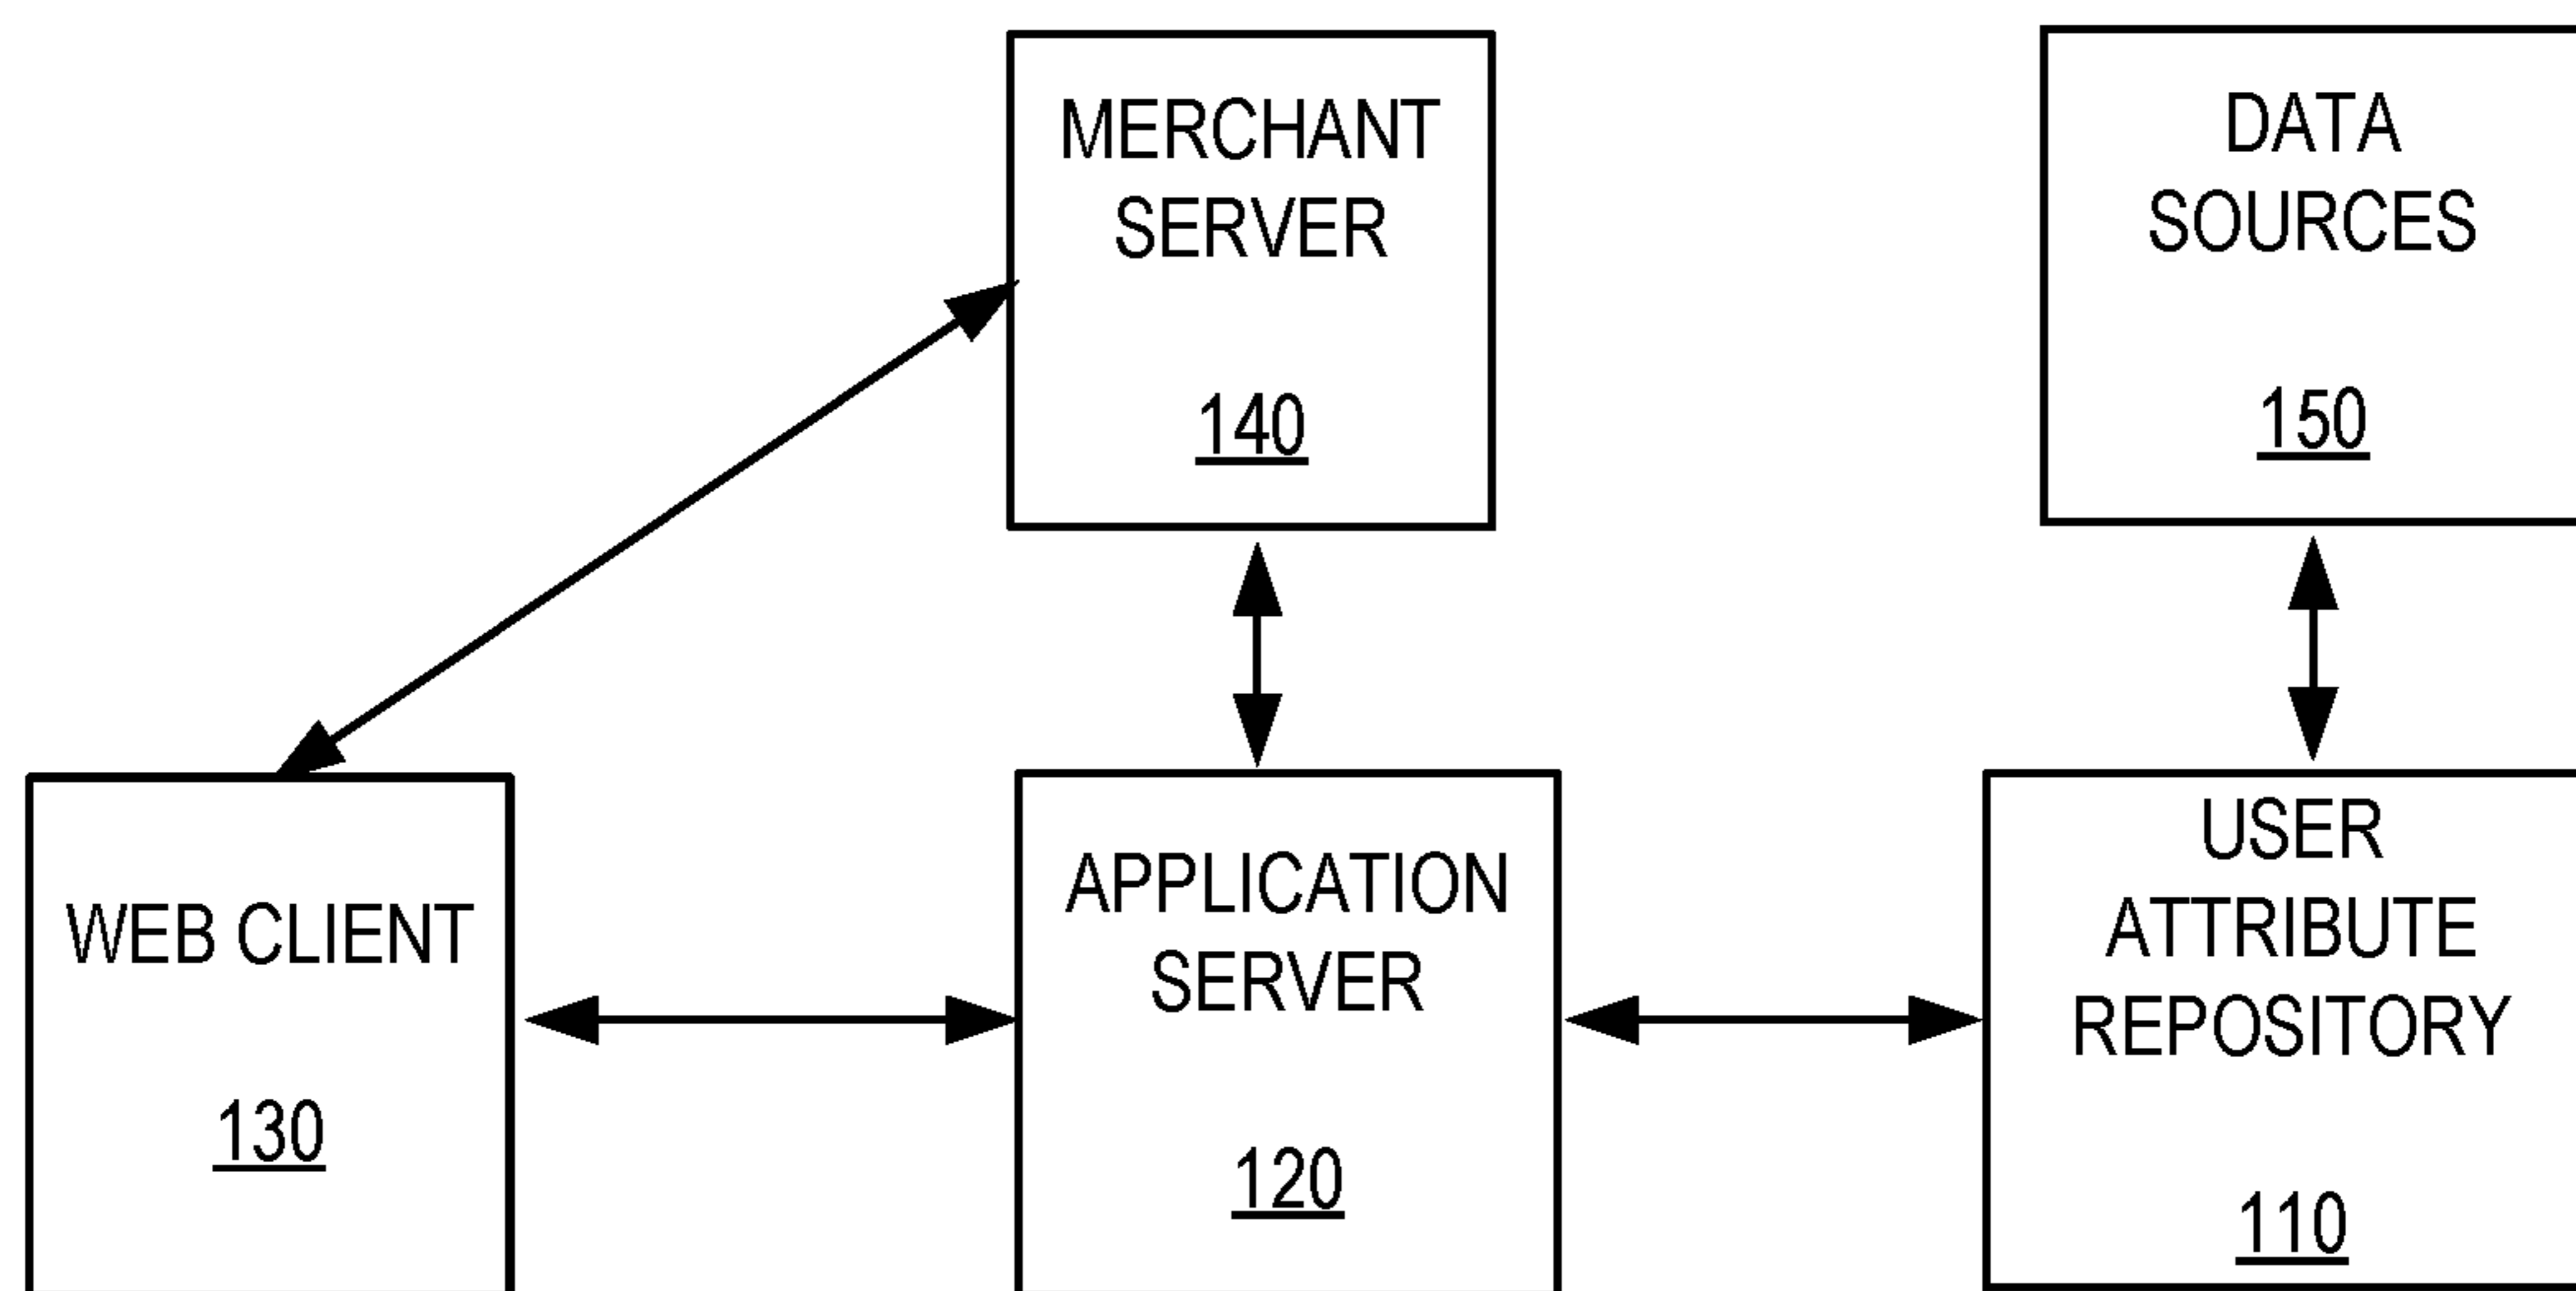 MERCHANT
SERVER
140
DATA
SOURCES
150
WEB CLIENT
130
APPLICATION
SERVER
120
USER
ATTRIBUTE
REPOSITORY
110